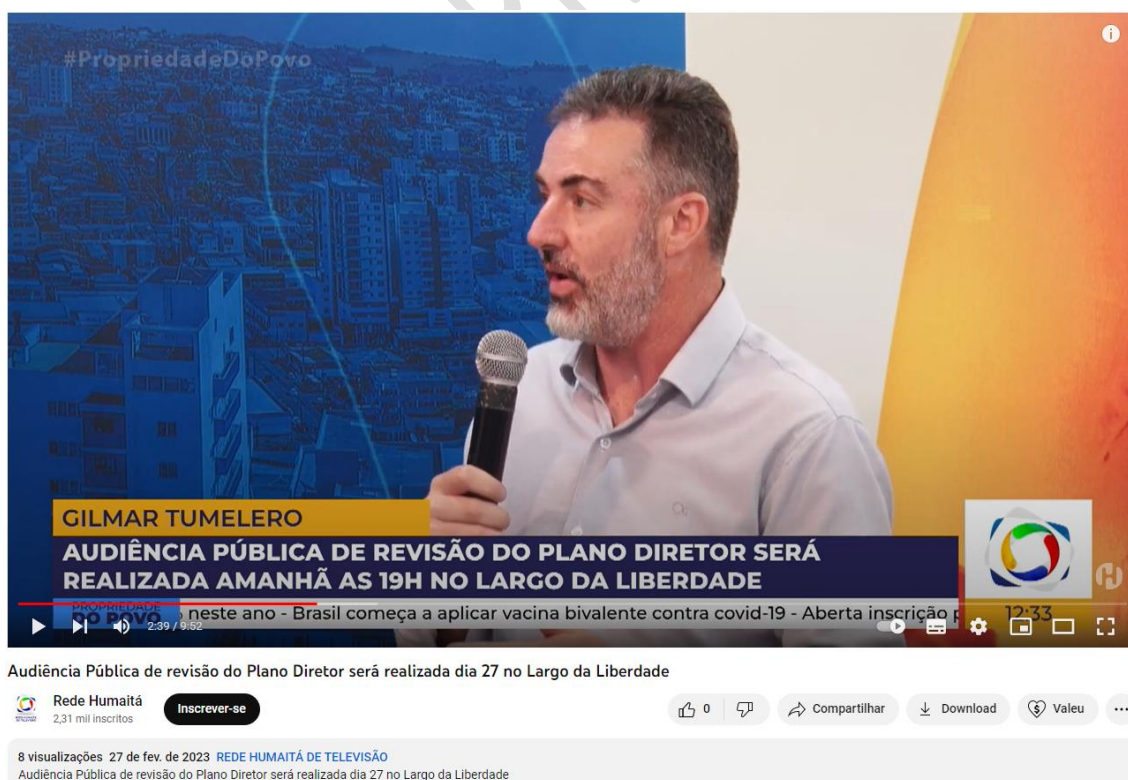 #PropriedadeDoPovo
GILMAR TUMELERO
AUDIÊNCIA PÚBLICA DE REVISÃO DO PLANO DIRETOR SERÁ
REALIZADA AMANHÃ AS 19H NO LARGO DA LIBERDADE
PROPRIEDADE
DO POVO
neste ano - Brasil começa a aplicar vacina bivalente contra covid-19 - Aberta inscrição
12:33
2:39 / 9:52
Audiência Pública de revisão do Plano Diretor será realizada dia 27 no Largo da Liberdade
Rede Humaitá
2,31 mil inscritos
Inscrever-se
0
Compartilhar
Download
Valeu
8 visualizações 27 de fev. de 2023 REDE HUMAITÁ DE TELEVISÃO
Audiência Pública de revisão do Plano Diretor será realizada dia 27 no Largo da Liberdade